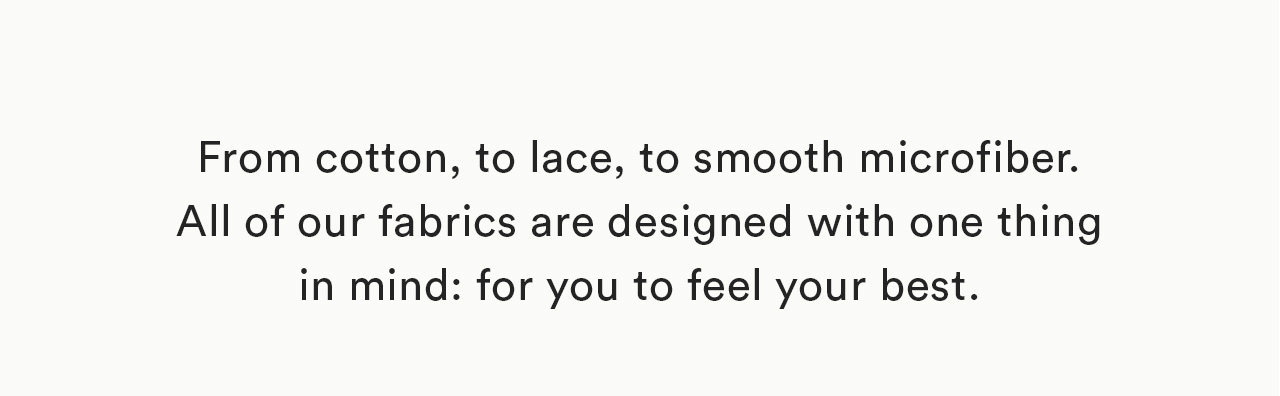 From cotton, to lace, to smooth microfiber.
All of our fabrics are designed with one thing
in mind: for you to feel your best.